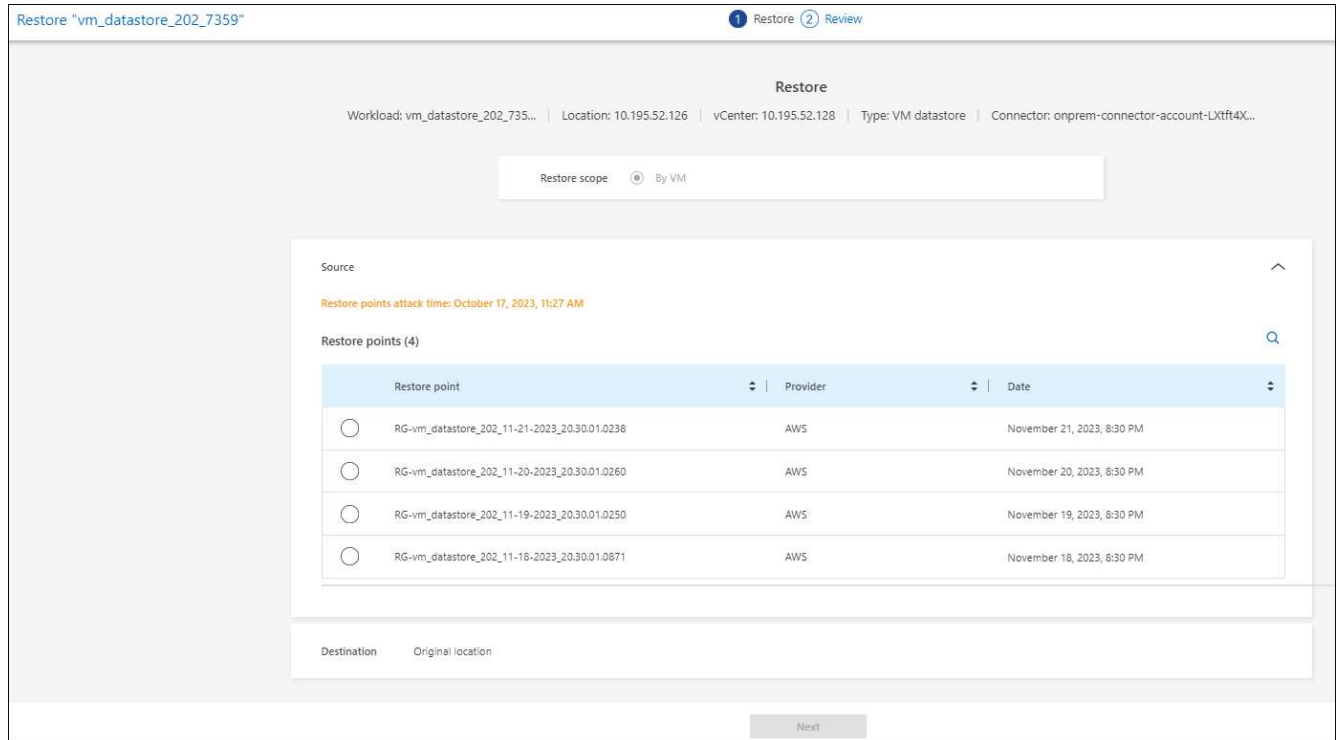 Restore "vm_datastore_202_7359"
1 Restore 2 Review
Restore
Workload: vm_datastore_202_735... | Location: 10.195.52.126 | vCenter: 10.195.52.128 | Type: VM datastore | Connector: onprem-connector-account-LXtft4X...
Restore scope By VM
Source
Restore points attack time: October 17, 2023, 11:27 AM
Restore points (4)
Restore point | Provider | Date
RG-vm_datastore_202_11-21-2023_20.30.01.0238 AWS November 21, 2023, 8:30 PM
RG-vm_datastore_202_11-20-2023_20.30.01.0260 AWS November 20, 2023, 8:30 PM
RG-vm_datastore_202_11-19-2023_20.30.01.0250 AWS November 19, 2023, 8:30 PM
RG-vm_datastore_202_11-18-2023_20.30.01.0871 AWS November 18, 2023, 8:30 PM
Destination Original location
Next